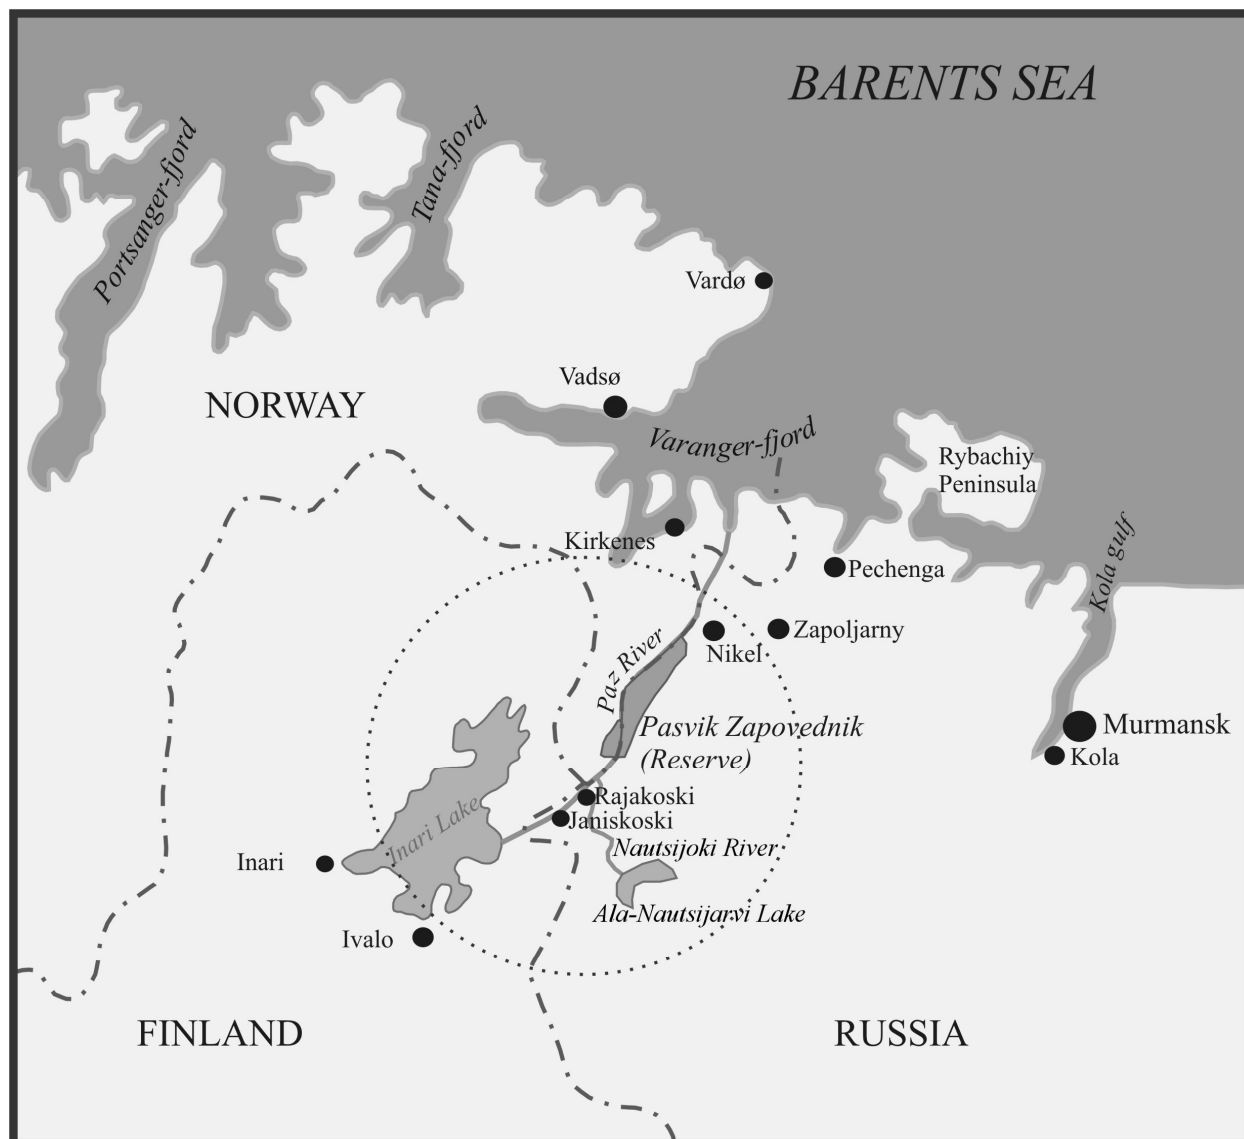 BARENTS SEA
Portsanger-fjord
Tana-fjord
Vardø
Vadsø
NORWAY
Varanger-fjord
Rybachiy
Peninsula
Kola gulf
Kirkenes
Pechenga
Zapoljarny
Nikel
Paz River
Pasvik Zapovednik
(Reserve)
Murmansk
Kola
Rajakoski
Janiskoski
Inari Lake
Nautsijoki River
Inari
Ala-Nautsijarvi Lake
Ivalo
FINLAND
RUSSIA